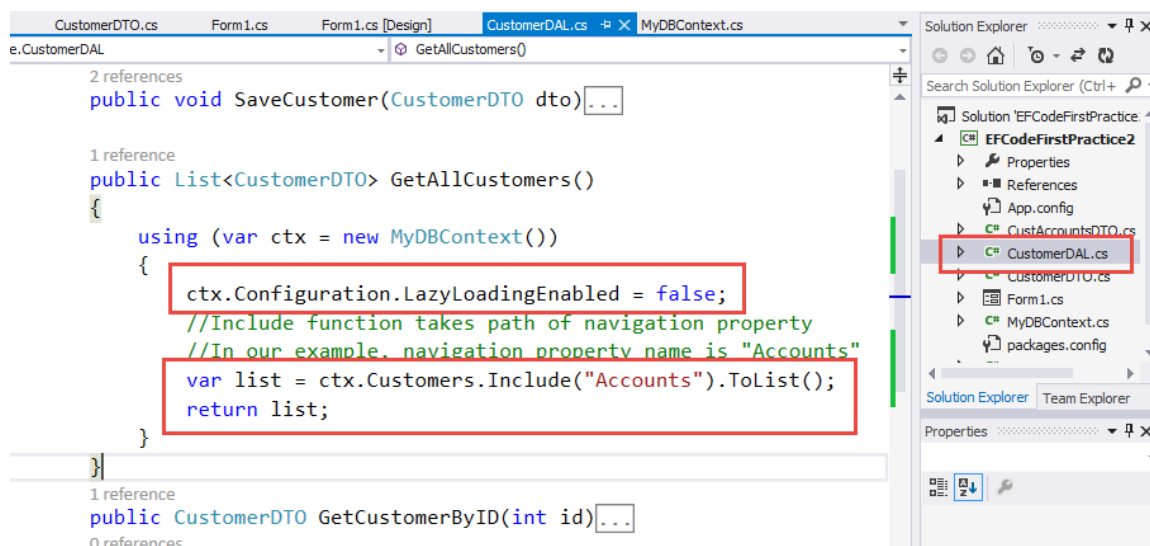 CustomerDTO.cs Form1.cs Form1.cs [Design] CustomerDAL.cs MyDBContext.cs
e.CustomerDAL GetAllCustomers()
2 references
public void SaveCustomer(CustomerDTO dto)...
1 reference
public List<CustomerDTO> GetAllCustomers()
{
using (var ctx = new MyDBContext())
{
ctx.Configuration.LazyLoadingEnabled = false;
//Include function takes path of navigation property
//In our example, navigation property name is "Accounts"
var list = ctx.Customers.Include("Accounts").ToList();
return list;
}
}
1 reference
public CustomerDTO GetCustomerByID(int id)...
0 references
Solution Explorer
Search Solution Explorer (Ctrl+
Solution 'EFCodeFirstPractice
C# EFCodeFirstPractice2
Properties
References
App.config
C# CustAccountsDTO.cs
C# CustomerDAL.cs
C# CustomerDTO.cs
Form1.cs
C# MyDBContext.cs
packages.config
Solution Explorer Team Explorer
Properties